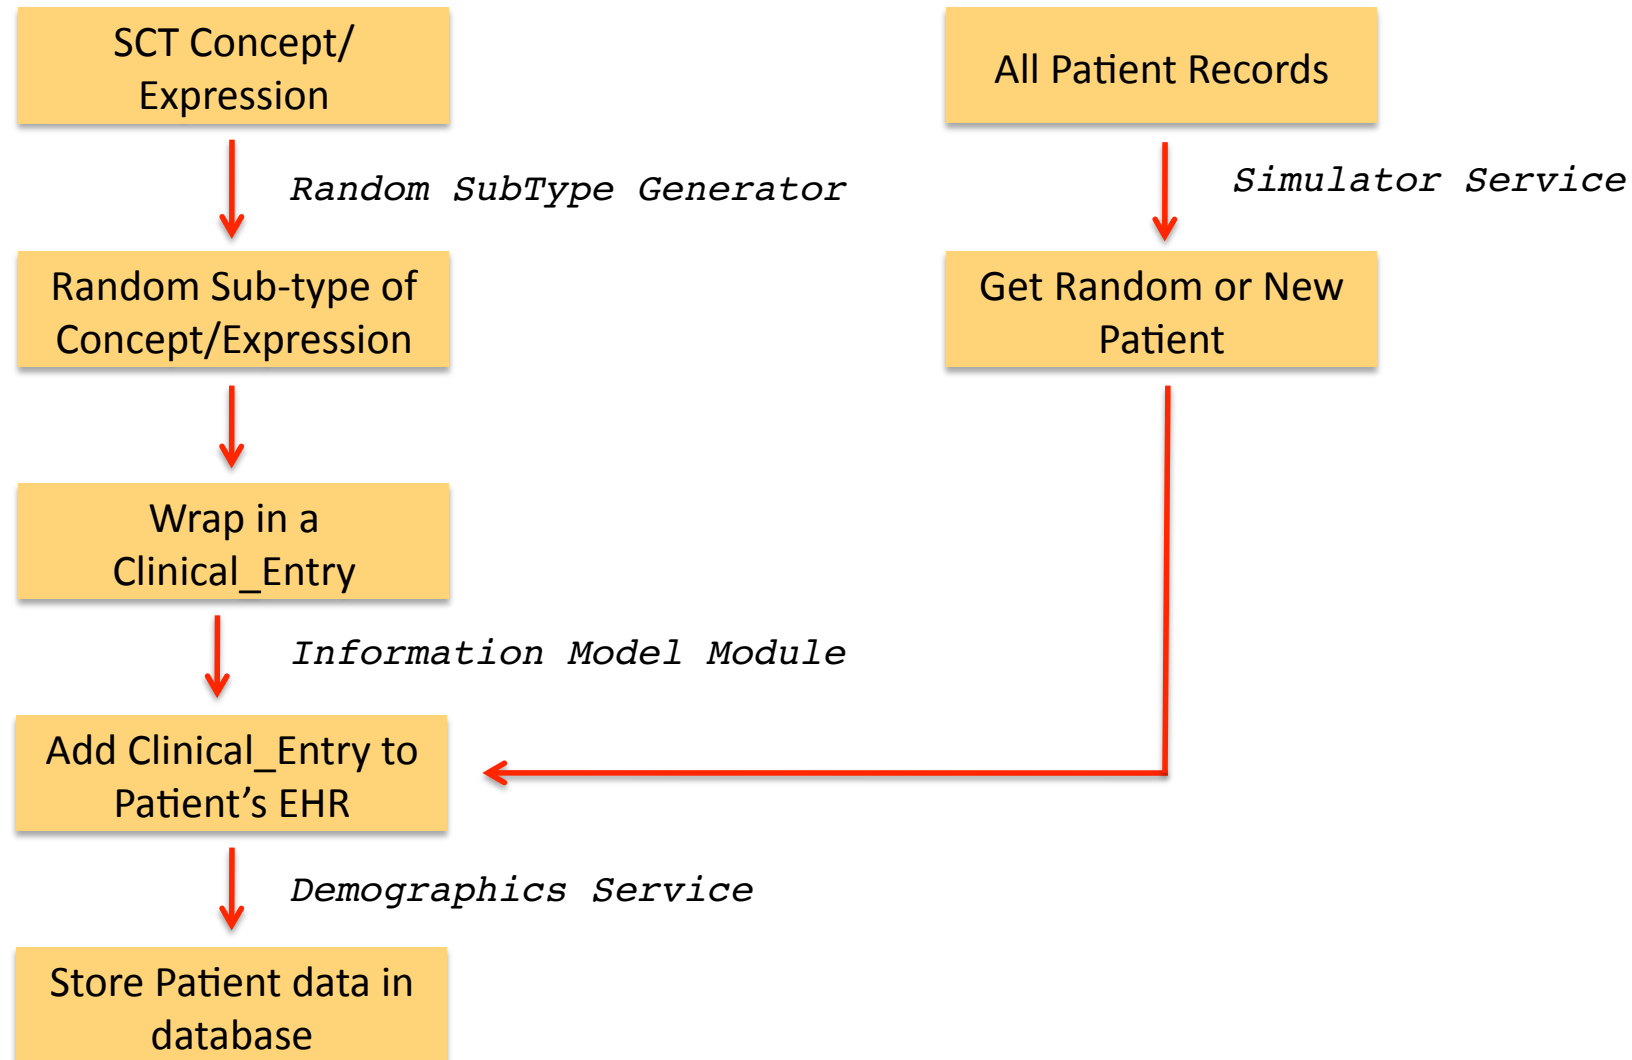 SCT Concept/
Expression
All Patient Records
Random SubType Generator
Simulator Service
Random Sub-type of
Concept/Expression
Get Random or New
Patient
Wrap in a
Clinical_Entry
Information Model Module
Add Clinical_Entry to
Patient’s EHR
Demographics Service
Store Patient data in
database